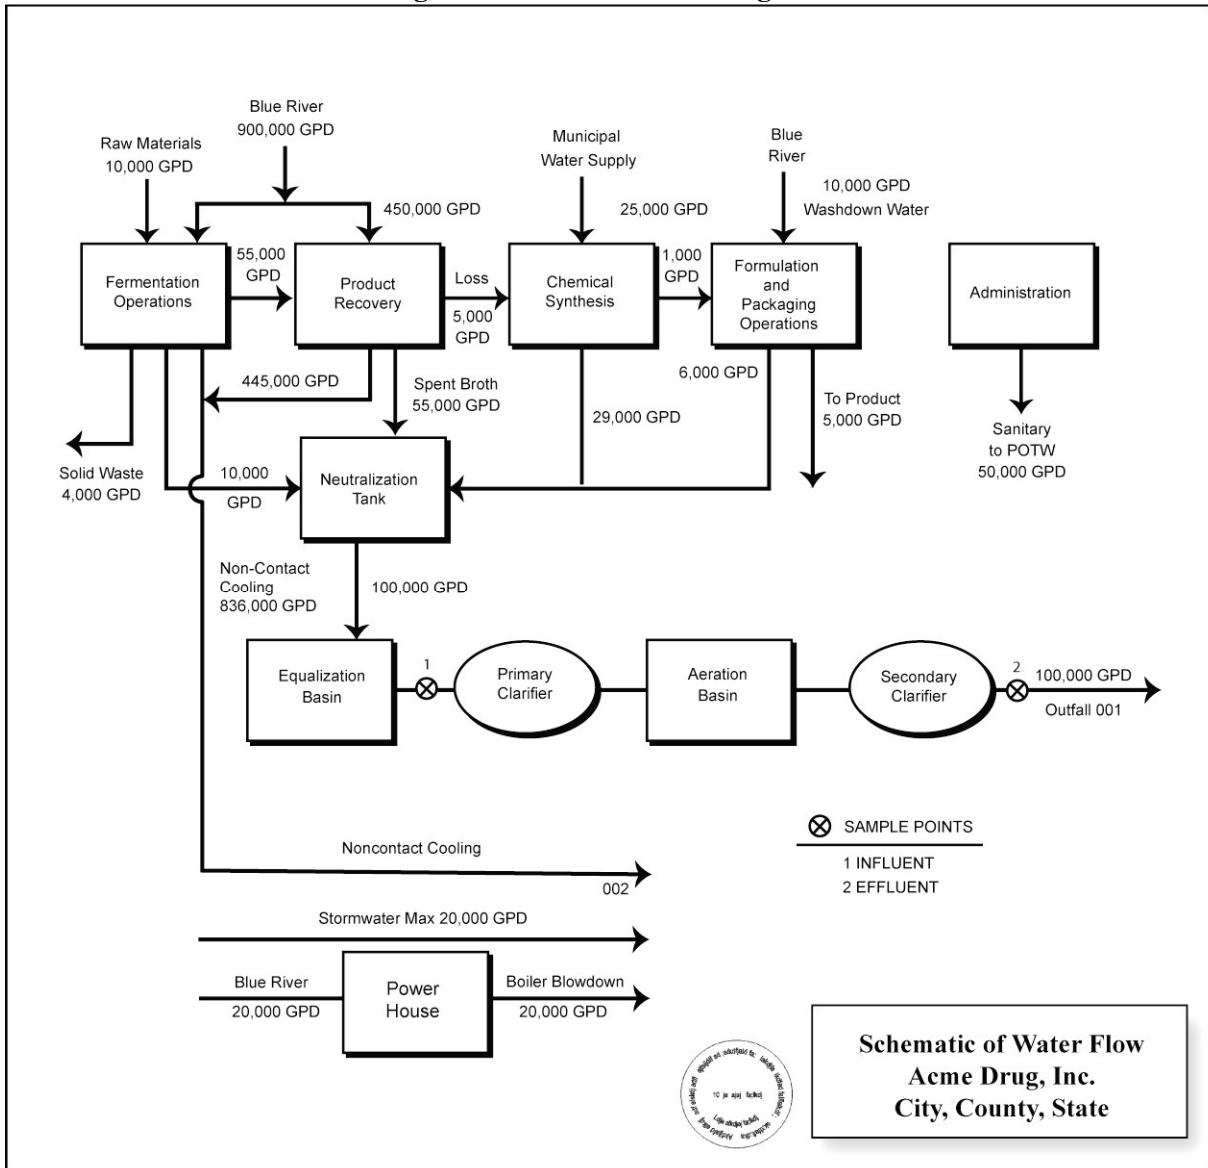 Blue River
900,000 GPD
Raw Materials
10,000 GPD
Municipal
Water Supply
Blue
River
450,000 GPD
25,000 GPD
10,000 GPD
Washdown Water
Fermentation
Operations
55,000
GPD
Product
Recovery
Loss
5,000
GPD
Chemical
Synthesis
1,000
GPD
Formulation
and
Packaging
Operations
Administration
445,000 GPD
Spent Broth
55,000 GPD
29,000 GPD
6,000 GPD
To Product
5,000 GPD
Sanitary
to POTW
50,000 GPD
Solid Waste
4,000 GPD
10,000
GPD
Neutralization
Tank
Non-Contact
Cooling
836,000 GPD
100,000 GPD
Equalization
Basin
1
Primary
Clarifier
Aeration
Basin
Secondary
Clarifier
2
100,000 GPD
Outfall 001
SAMPLE POINTS
1 INFLUENT
2 EFFLUENT
Noncontact Cooling
002
Stormwater Max 20,000 GPD
Blue River
20,000 GPD
Power
House
Boiler Blowdown
20,000 GPD
Schematic of Water Flow
Acme Drug, Inc.
City, County, State